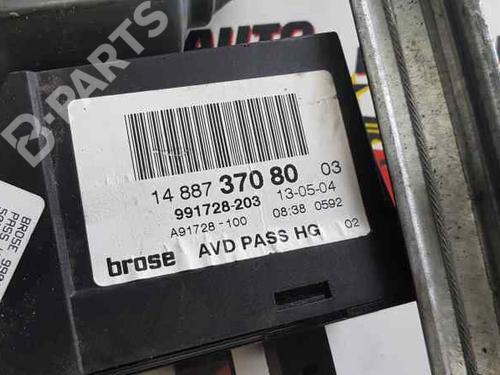 AUTO
B-PARTS
14 887 370 80 03
991728-203 13-05-04
A91728-100 08:38 0592
brose AVD PASS HG 02
BROSE 990
PASS